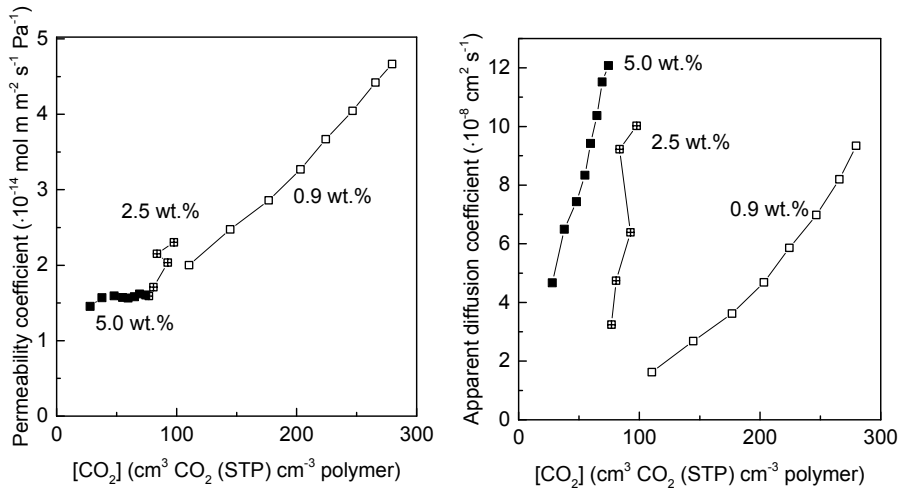 Permeability coefficient (·10⁻¹⁴ mol m m⁻² s⁻¹ Pa⁻¹)
5
4
3
2
1
0
2.5 wt.%
0.9 wt.%
5.0 wt.%
0 100 200 300
[CO₂] (cm³ CO₂ (STP) cm⁻³ polymer)
Apparent diffusion coefficient (·10⁻⁸ cm² s⁻¹)
12
10
8
6
4
2
0
5.0 wt.%
2.5 wt.%
0.9 wt.%
0 100 200 300
[CO₂] (cm³ CO₂ (STP) cm⁻³ polymer)